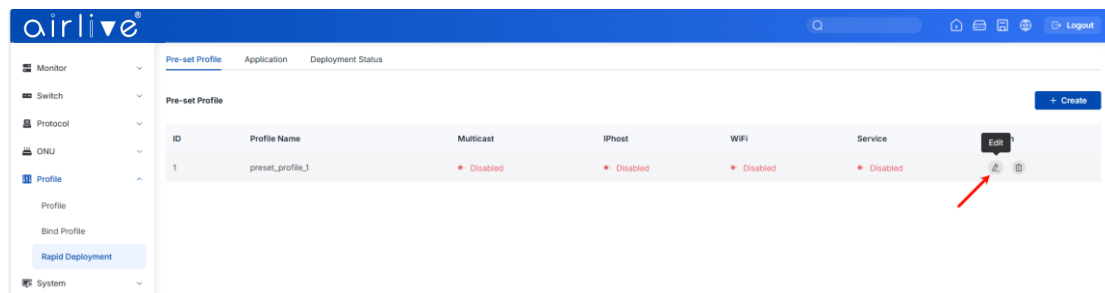 airlive®
Logout
Monitor
Switch
Protocol
ONU
Profile
Profile
Bind Profile
Rapid Deployment
System
Pre-set Profile Application Deployment Status
Pre-set Profile
+ Create
ID Profile Name Multicast IPhost WiFi Service
Edit
1 preset_profile_1 Disabled Disabled Disabled Disabled